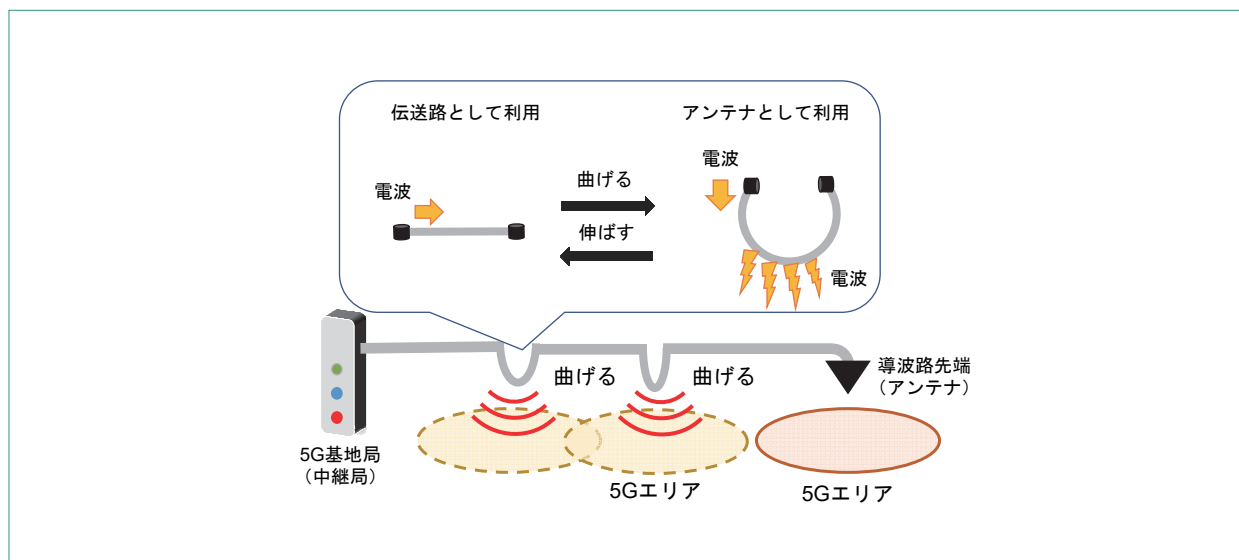 伝送路として利用
アンテナとして利用
電波
曲げる
電波
伸ばす
電波
曲げる
曲げる
導波路先端
（アンテナ）
5G基地局
（中継局）
5Gエリア
5Gエリア